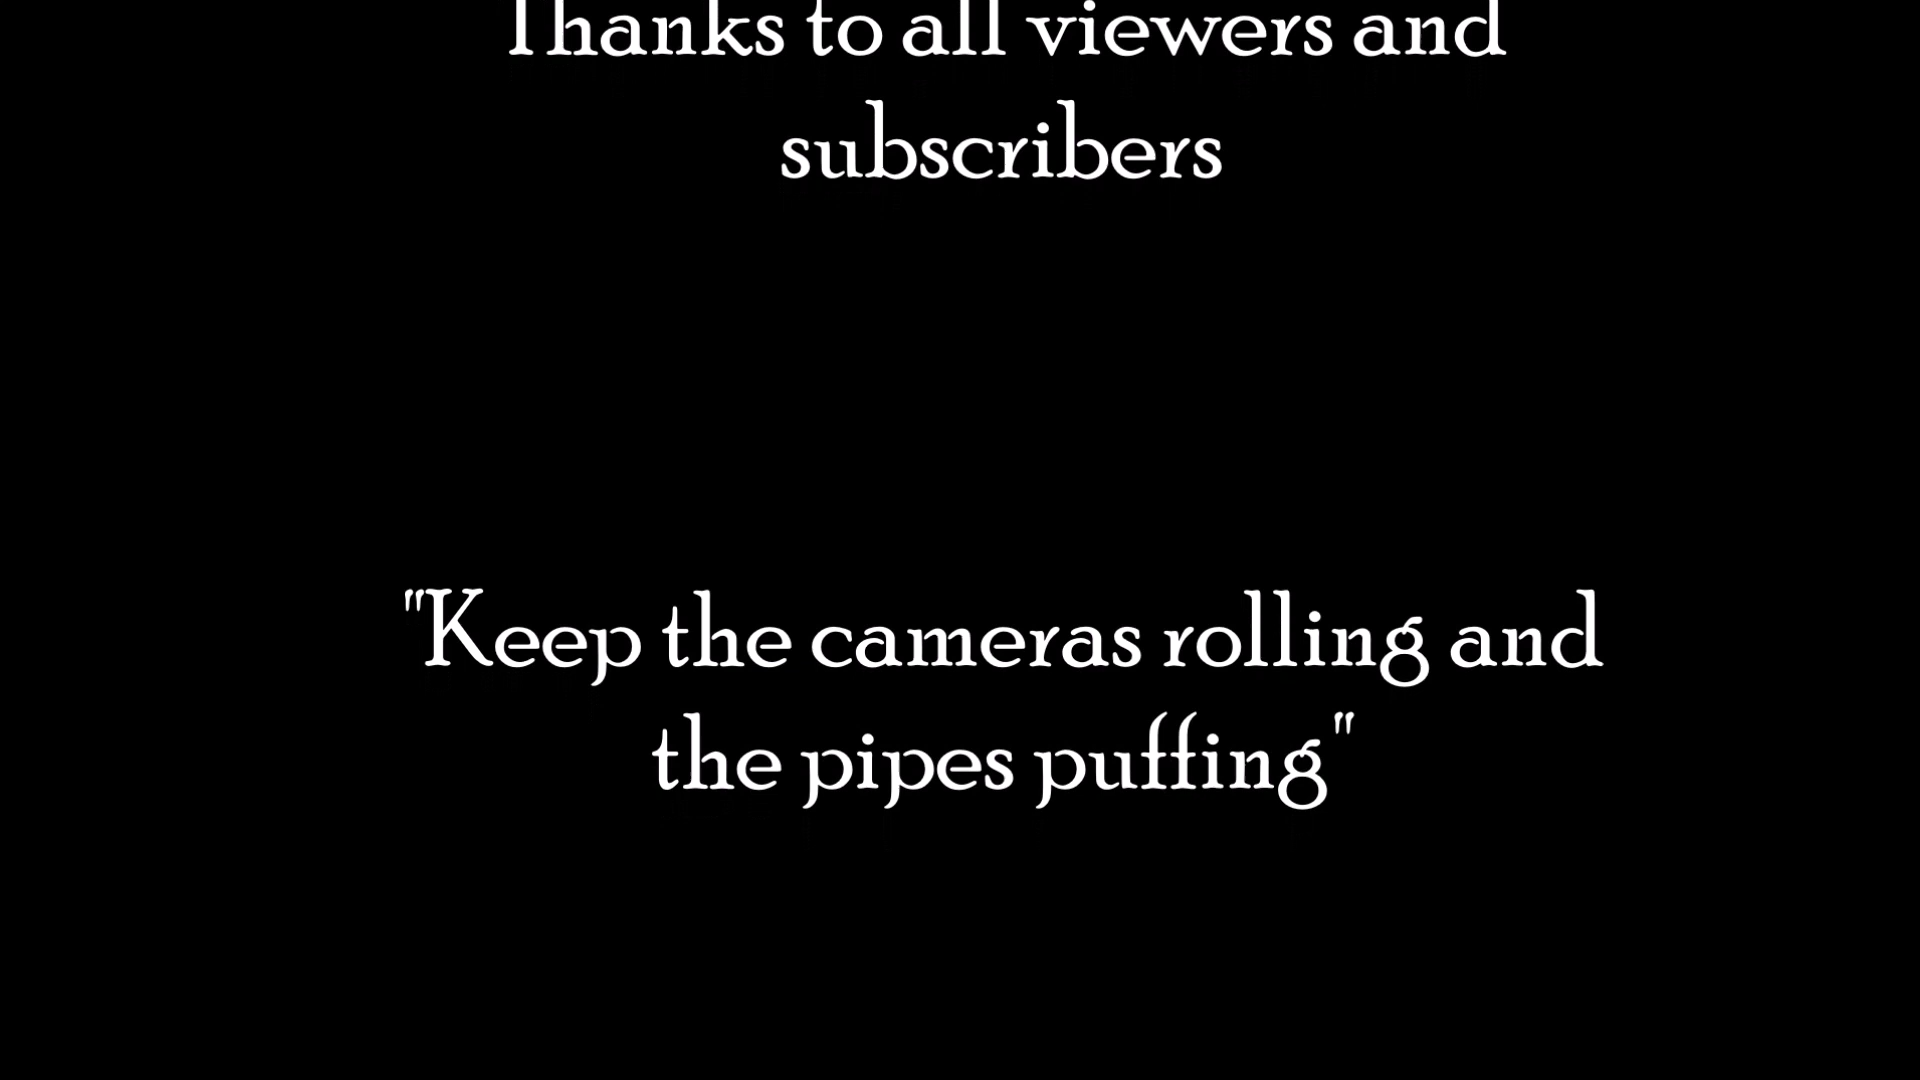 Thanks to all viewers and
subscribers
"Keep the cameras rolling and
the pipes puffing"